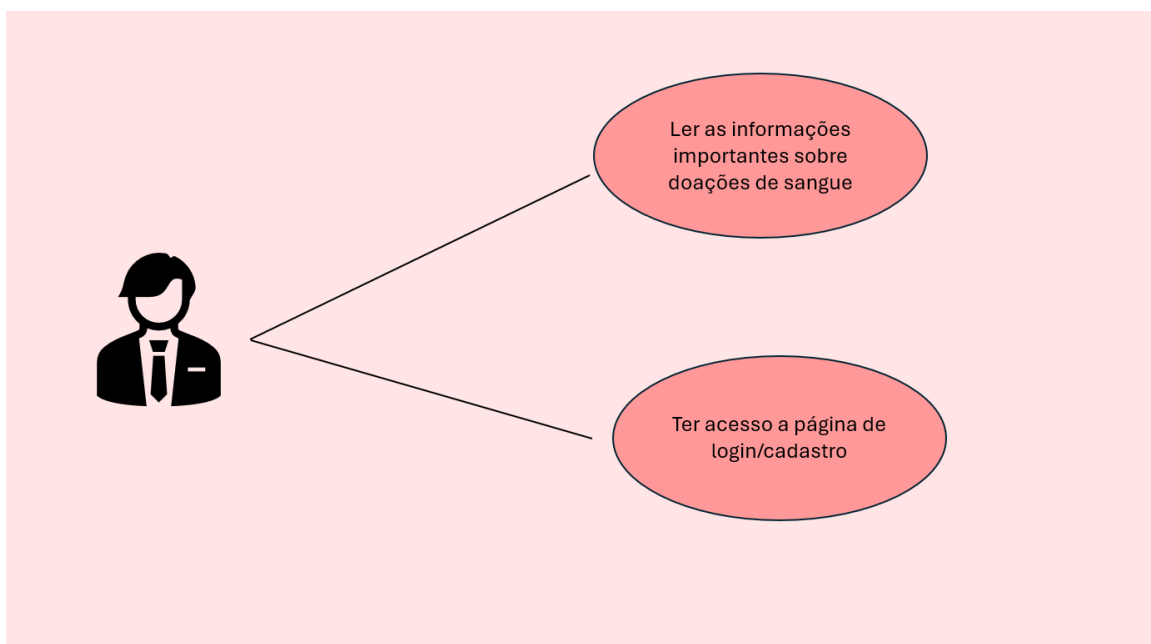 Ler as informações
importantes sobre
doações de sangue
Ter acesso a página de
login/cadastro